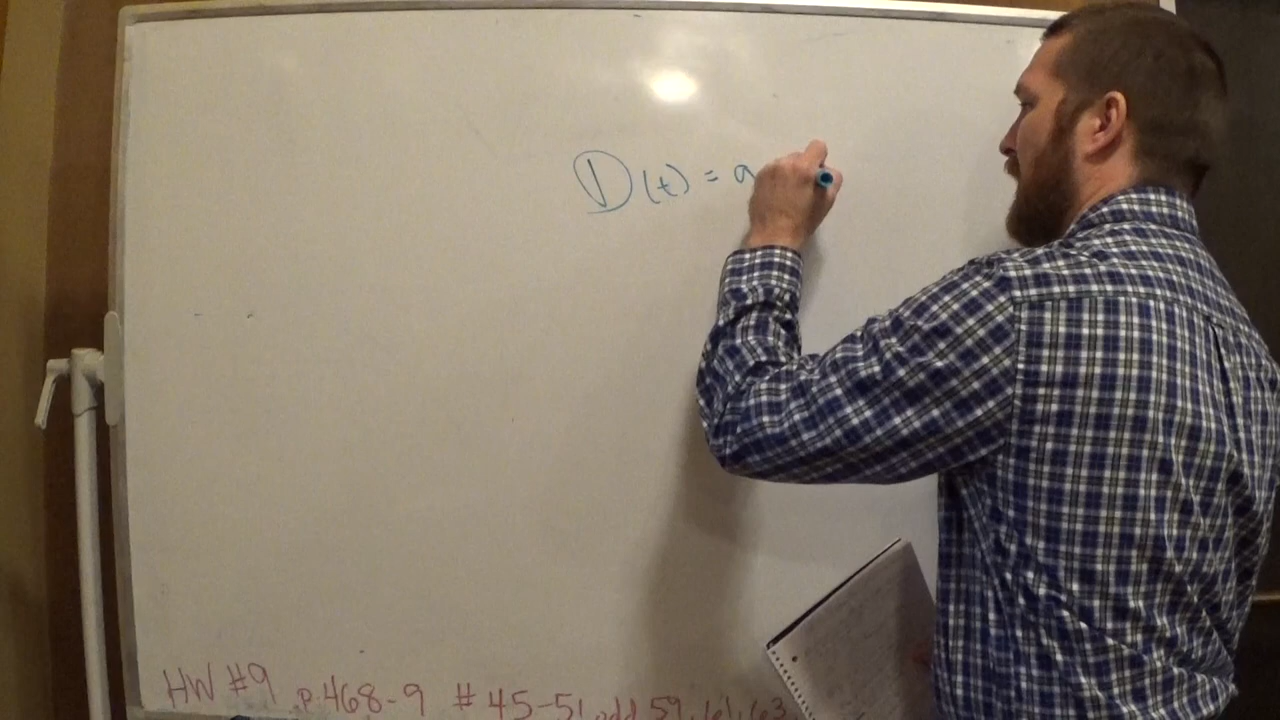 D(t) = a
HW #9 p. 468-9 # 45-51 odd, 59, 61, 63